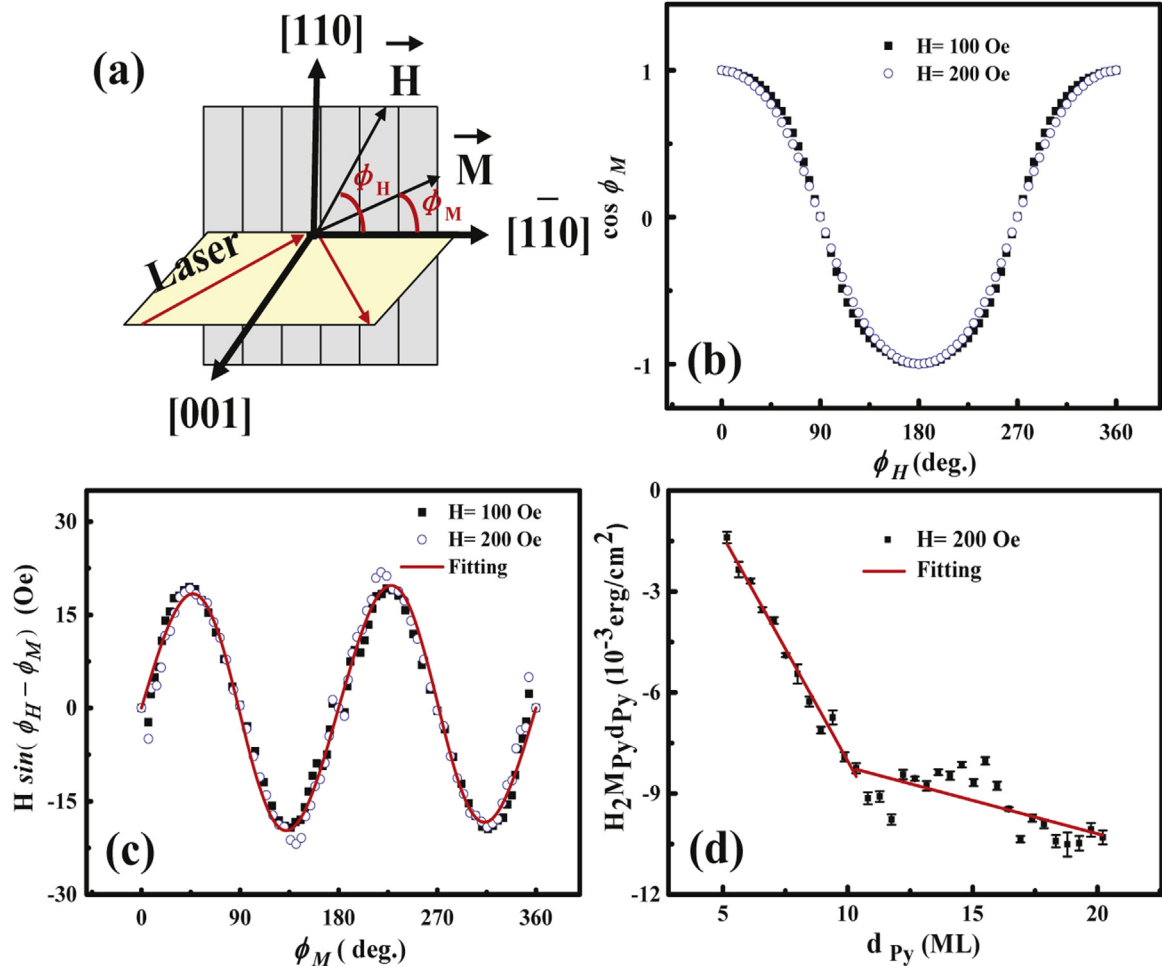 (a)
[110]
H
M
ϕH
ϕM
[1̄10]
Laser
[001]
H= 100 Oe
H= 200 Oe
1
0
-1
cos ϕM
(b)
0 90 180 270 360
ϕH (deg.)
H= 100 Oe
H= 200 Oe
Fitting
30
15
0
-15
-30
H sin(ϕH − ϕM) (Oe)
(c)
0 90 180 270 360
ϕM ( deg.)
H= 200 Oe
Fitting
0
-3
-6
-9
-12
H2MPydPy (10-3erg/cm2)
(d)
5 10 15 20
d Py (ML)